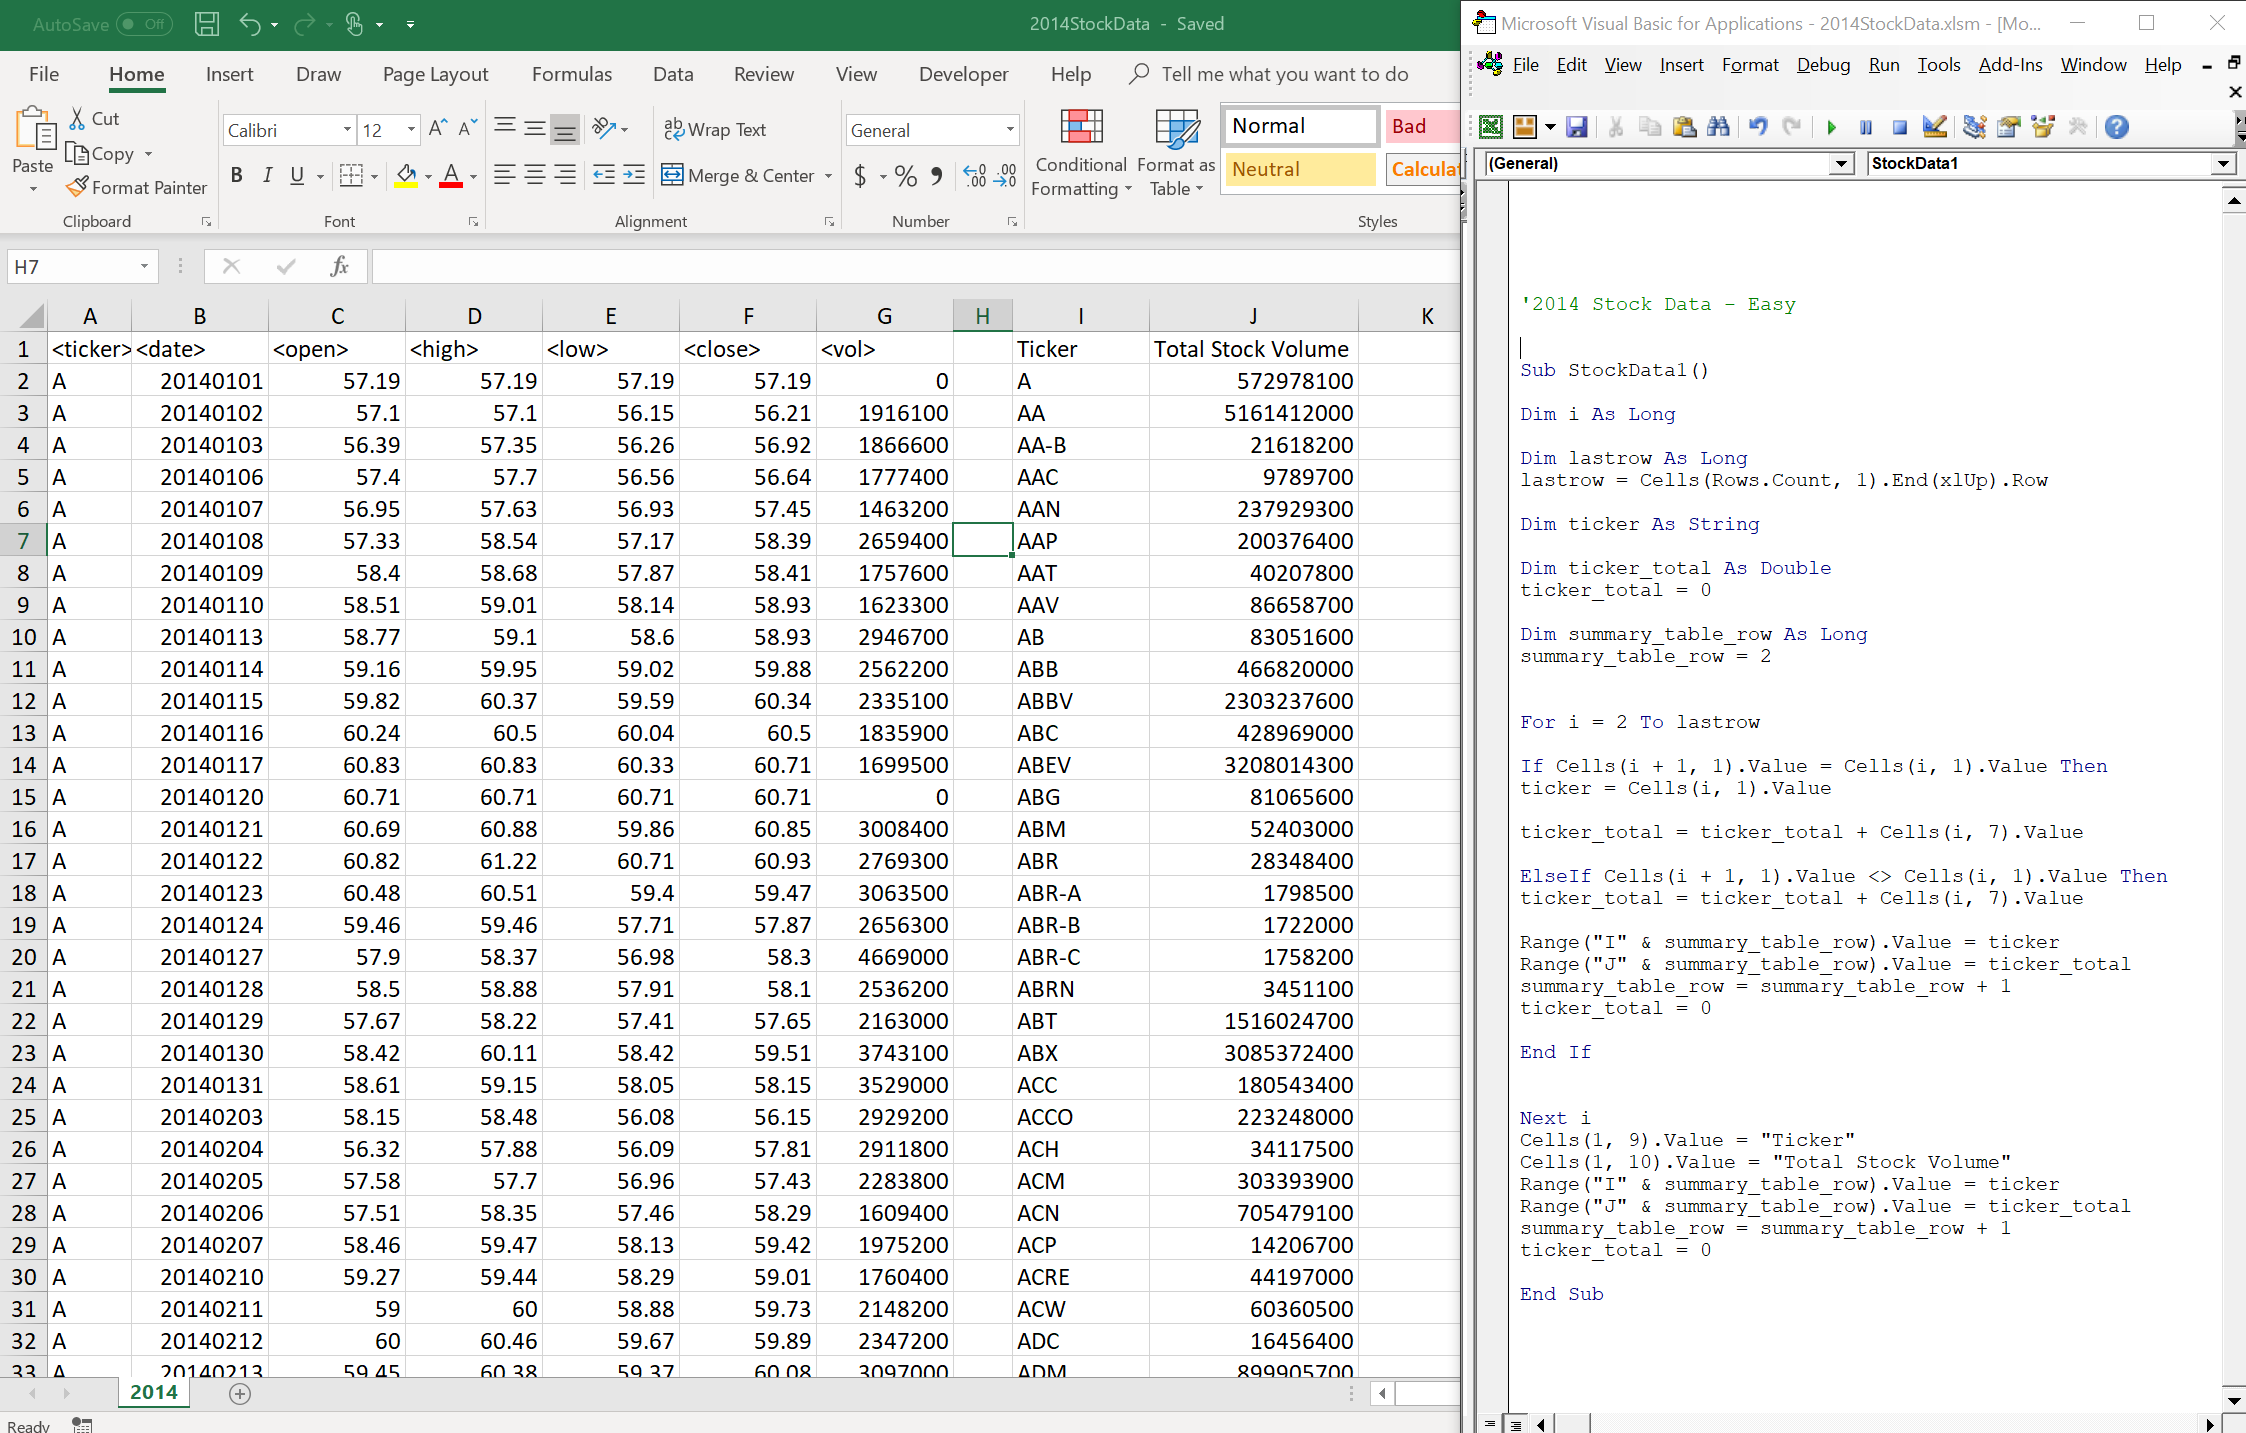 AutoSave Off
2014StockData - Saved
File Home Insert Draw Page Layout Formulas Data Review View Developer Help Tell me what you want to do
Paste
Cut
Copy
Format Painter
Clipboard
Calibri 12
B I U A
Font
Wrap Text
Merge & Center
Alignment
General
$ % 9
Number
Conditional Formatting
Format as Table
Normal Bad
Neutral
Styles
H7 fx
A B C D E F G H I J K
1 <ticker> <date> <open> <high> <low> <close> <vol> Ticker Total Stock Volume
2 A 20140101 57.19 57.19 57.19 57.19 0 A 572978100
3 A 20140102 57.1 57.1 56.15 56.21 1916100 AA 5161412000
4 A 20140103 56.39 57.35 56.26 56.92 1866600 AA-B 21618200
5 A 20140106 57.4 57.7 56.56 56.64 1777400 AAC 9789700
6 A 20140107 56.95 57.63 56.93 57.45 1463200 AAN 237929300
7 A 20140108 57.33 58.54 57.17 58.39 2659400 AAP 200376400
8 A 20140109 58.4 58.68 57.87 58.41 1757600 AAT 40207800
9 A 20140110 58.51 59.01 58.14 58.93 1623300 AAV 86658700
10 A 20140113 58.77 59.1 58.6 58.93 2946700 AB 83051600
11 A 20140114 59.16 59.95 59.02 59.88 2562200 ABB 466820000
12 A 20140115 59.82 60.37 59.59 60.34 2335100 ABBV 2303237600
13 A 20140116 60.24 60.5 60.04 60.5 1835900 ABC 428969000
14 A 20140117 60.83 60.83 60.33 60.71 1699500 ABEV 3208014300
15 A 20140120 60.71 60.71 60.71 60.71 0 ABG 81065600
16 A 20140121 60.69 60.88 59.86 60.85 3008400 ABM 52403000
17 A 20140122 60.82 61.22 60.71 60.93 2769300 ABR 28348400
18 A 20140123 60.48 60.51 59.4 59.47 3063500 ABR-A 1798500
19 A 20140124 59.46 59.46 57.71 57.87 2656300 ABR-B 1722000
20 A 20140127 57.9 58.37 56.98 58.3 4669000 ABR-C 1758200
21 A 20140128 58.5 58.88 57.91 58.1 2536200 ABRN 3451100
22 A 20140129 57.67 58.22 57.41 57.65 2163000 ABT 1516024700
23 A 20140130 58.42 60.11 58.42 59.51 3743100 ABX 3085372400
24 A 20140131 58.61 59.15 58.05 58.15 3529000 ACC 180543400
25 A 20140203 58.15 58.48 56.08 56.15 2929200 ACCO 223248000
26 A 20140204 56.32 57.88 56.09 57.81 2911800 ACH 34117500
27 A 20140205 57.58 57.7 56.96 57.43 2283800 ACM 303393900
28 A 20140206 57.51 58.35 57.46 58.29 1609400 ACN 705479100
29 A 20140207 58.46 59.47 58.13 59.42 1975200 ACP 14206700
30 A 20140210 59.27 59.44 58.29 59.01 1760400 ACRE 44197000
31 A 20140211 59 60 58.88 59.73 2148200 ACW 60360500
32 A 20140212 60 60.46 59.67 59.89 2347200 ADC 16456400
33 A 20140213 59.45 60.38 59.37 60.08 3097000 ADM 899905700
2014
Ready
Microsoft Visual Basic for Applications - 2014StockData.xlsm - [Mo...
File Edit View Insert Format Debug Run Tools Add-Ins Window Help
(General) StockData1
'2014 Stock Data - Easy
Sub StockData1()
Dim i As Long
Dim lastrow As Long
lastrow = Cells(Rows.Count, 1).End(xlUp).Row
Dim ticker As String
Dim ticker_total As Double
ticker_total = 0
Dim summary_table_row As Long
summary_table_row = 2
For i = 2 To lastrow
If Cells(i + 1, 1).Value = Cells(i, 1).Value Then
ticker = Cells(i, 1).Value
ticker_total = ticker_total + Cells(i, 7).Value
ElseIf Cells(i + 1, 1).Value <> Cells(i, 1).Value Then
ticker_total = ticker_total + Cells(i, 7).Value
Range("I" & summary_table_row).Value = ticker
Range("J" & summary_table_row).Value = ticker_total
summary_table_row = summary_table_row + 1
ticker_total = 0
End If
Next i
Cells(1, 9).Value = "Ticker"
Cells(1, 10).Value = "Total Stock Volume"
Range("I" & summary_table_row).Value = ticker
Range("J" & summary_table_row).Value = ticker_total
summary_table_row = summary_table_row + 1
ticker_total = 0
End Sub